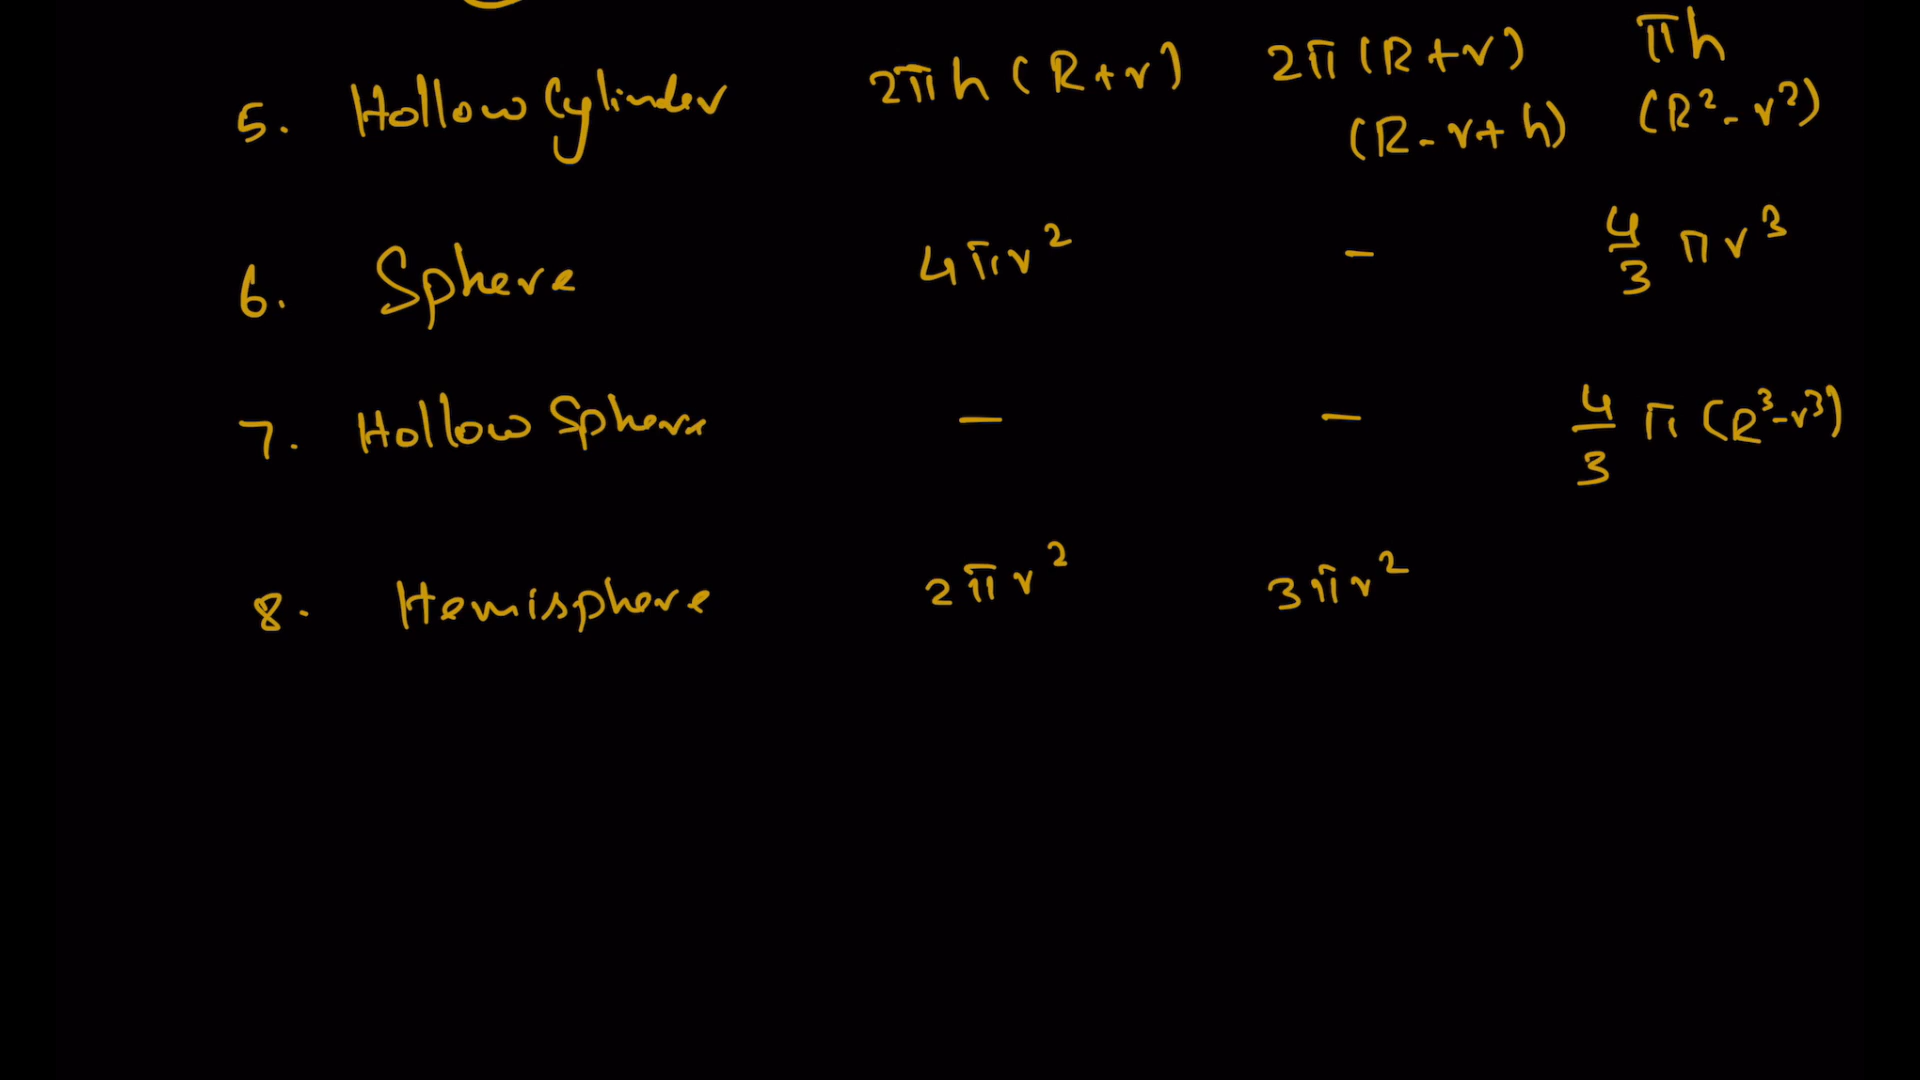 5. Hollow Cylinder 2πh (R+r) 2π (R+r) (R-r+h) πh (R²-r²)
6. Sphere 4πr² - 4/3 πr³
7. Hollow Sphere - - 4/3 π (R³-r³)
8. Hemisphere 2πr² 3πr²